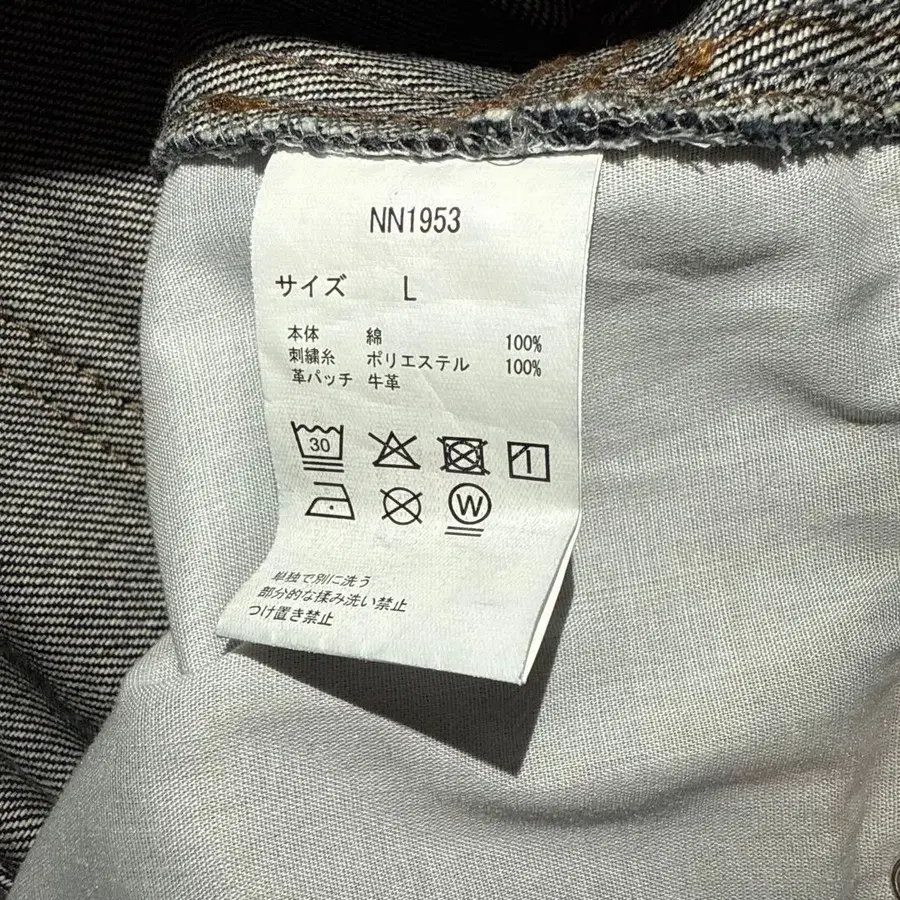 NN1953
サイズ L
本体 綿 100%
刺繍糸 ポリエステル 100%
革パッチ 牛革
30
W
単独で別に洗う
部分的な揉み洗い禁止
つけ置き禁止